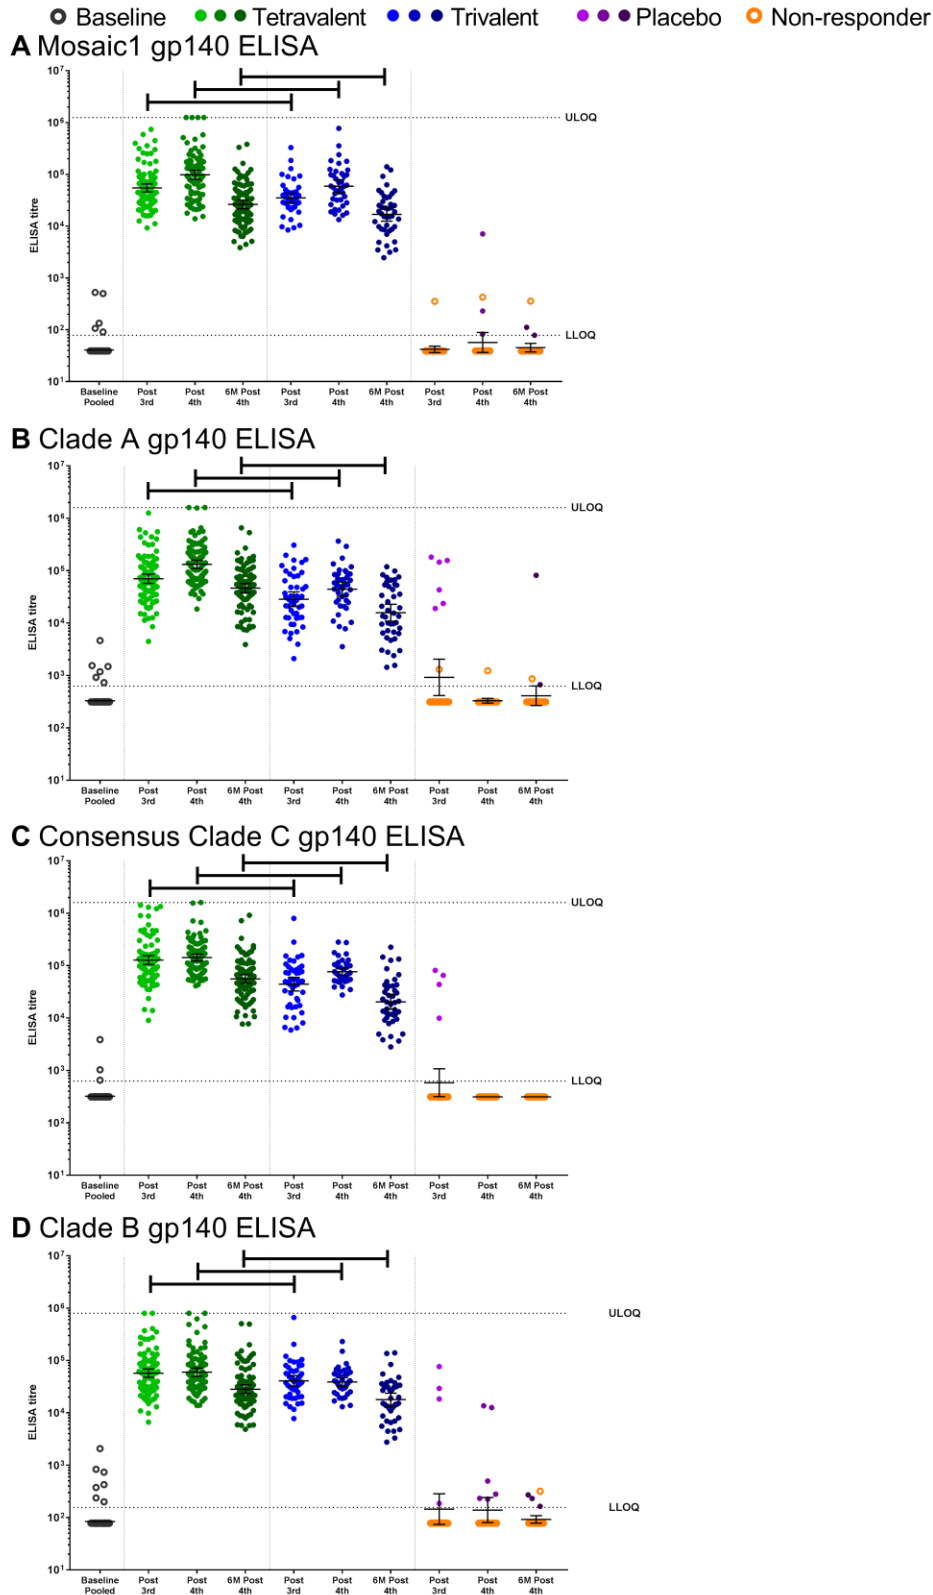 Baseline Tetravalent Trivalent Placebo Non-responder
A Mosaic1 gp140 ELISA
10⁷
10⁶
10⁵
10⁴
10³
10²
10¹
ELISA titre
ULOQ
LLOQ
Baseline Pooled
Post 3rd
Post 4th
6M Post 4th
Post 3rd
Post 4th
6M Post 4th
Post 3rd
Post 4th
6M Post 4th
B Clade A gp140 ELISA
10⁷
10⁶
10⁵
10⁴
10³
10²
10¹
ELISA titre
ULOQ
LLOQ
Baseline Pooled
Post 3rd
Post 4th
6M Post 4th
Post 3rd
Post 4th
6M Post 4th
Post 3rd
Post 4th
6M Post 4th
C Consensus Clade C gp140 ELISA
10⁷
10⁶
10⁵
10⁴
10³
10²
10¹
ELISA titre
ULOQ
LLOQ
Baseline Pooled
Post 3rd
Post 4th
6M Post 4th
Post 3rd
Post 4th
6M Post 4th
Post 3rd
Post 4th
6M Post 4th
D Clade B gp140 ELISA
10⁷
10⁶
10⁵
10⁴
10³
10²
10¹
ELISA titre
ULOQ
LLOQ
Baseline Pooled
Post 3rd
Post 4th
6M Post 4th
Post 3rd
Post 4th
6M Post 4th
Post 3rd
Post 4th
6M Post 4th